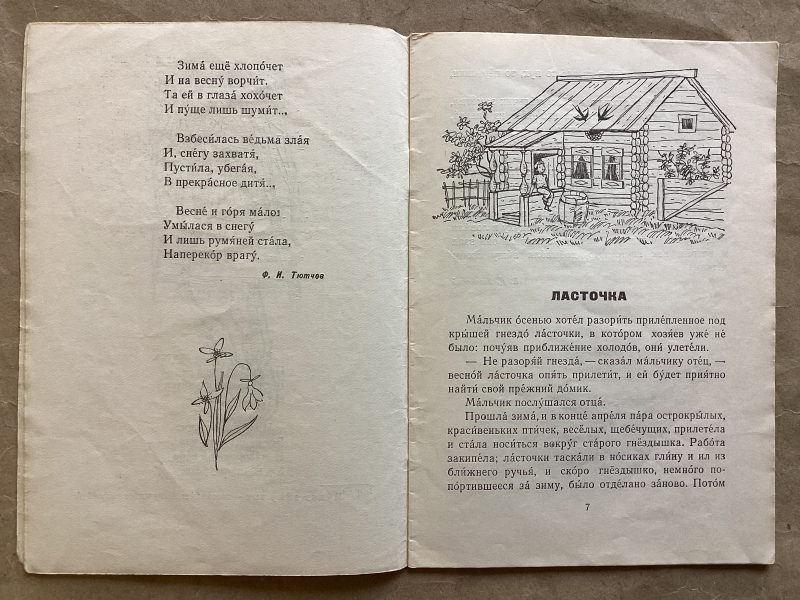 Зима́ ещё хлопо́чет
И на весну́ ворчи́т.
Та ей в глаза́ хохо́чет
И пу́ще лишь шуми́т...
Взбеси́лась ве́дьма зла́я
И, сне́гу захватя́,
Пусти́ла, убега́я,
В прекра́сное дитя́...
Весне́ и го́ря ма́ло:
Умы́лася в снегу́
И лишь румя́ней ста́ла,
Напереко́р врагу́.
Ф. И. Тютчев
ЛАСТОЧКА
Ма́льчик о́сенью хоте́л разори́ть прилеплённое под
кры́шей гнездо́ ла́сточки, в кото́ром хозя́ев уже́ не
бы́ло: почу́яв приближе́ние холодо́в, они́ улете́ли.
— Не разоря́й гнезда́, — сказа́л ма́льчику оте́ц, —
весно́й ла́сточка опя́ть прилети́т, и ей бу́дет прия́тно
найти́ свой пре́жний до́мик.
Ма́льчик послу́шался отца́.
Прошла́ зима́, и в конце́ апре́ля па́ра острокры́лых,
краси́веньких пти́чек, весёлых, щебе́чущих, прилете́ла
и ста́ла носи́ться вокру́г ста́рого гнёздышка. Рабо́та
закипе́ла; ла́сточки таска́ли в но́сиках гли́ну и ил из
бли́жнего ручья́, и ско́ро гнёздышко, немно́го по-
по́ртившееся за́ зиму, бы́ло отде́лано за́ново. Пото́м
7